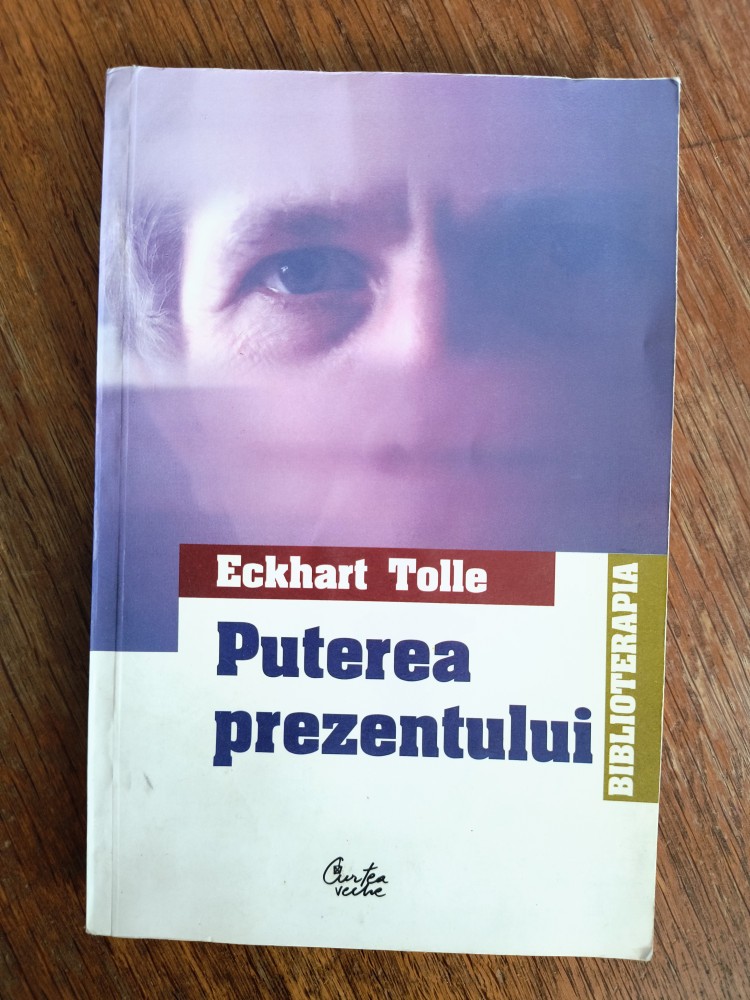 Eckhart Tolle
Puterea
prezentului
BIBLIOTERAPIA
Curtea
veche